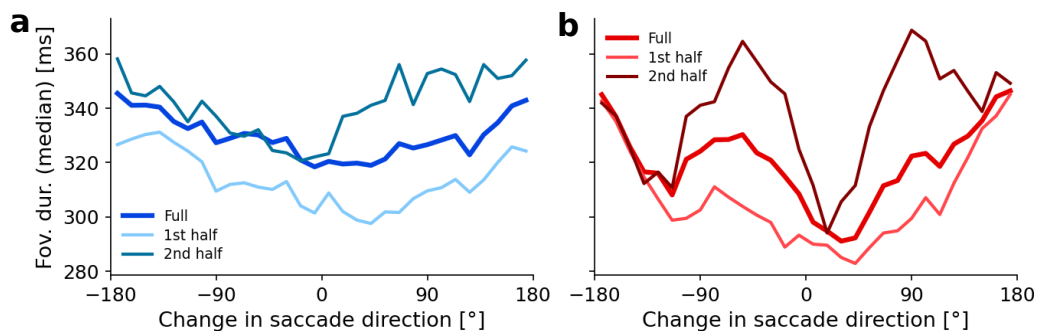 a
360
340
320
300
280
Fov. dur. (median) [ms]
Full
1st half
2nd half
−180
−90
0
90
180
Change in saccade direction [°]
b
Full
1st half
2nd half
−180
−90
0
90
180
Change in saccade direction [°]